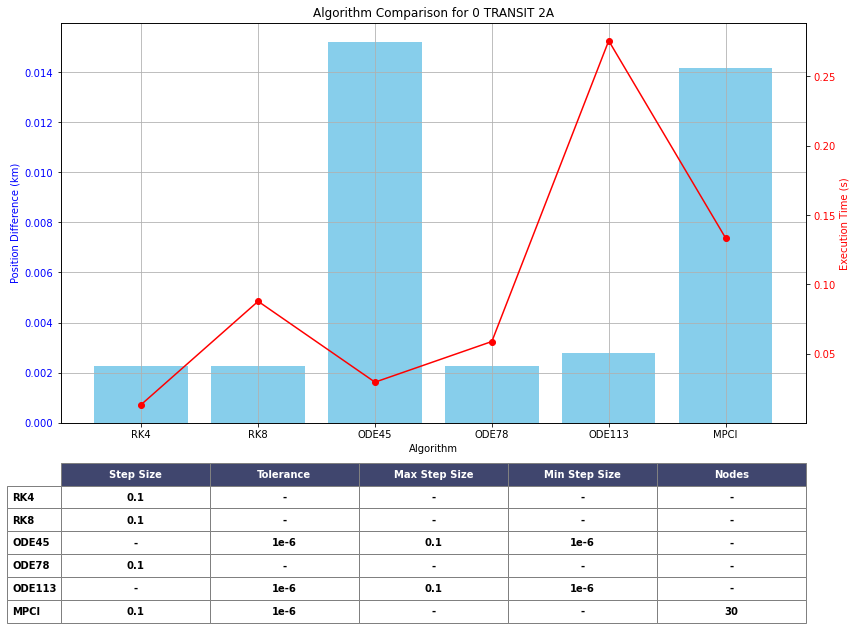 Algorithm Comparison for 0 TRANSIT 2A
Position Difference (km)
0.014
0.012
0.010
0.008
0.006
0.004
0.002
0.000
0.25
0.20
0.15
0.10
0.05
Execution Time (s)
RK4 RK8 ODE45 ODE78 ODE113 MPCI
Algorithm
Step Size Tolerance Max Step Size Min Step Size Nodes
RK4 0.1 - - - -
RK8 0.1 - - - -
ODE45 - 1e-6 0.1 1e-6 -
ODE78 0.1 - - - -
ODE113 - 1e-6 0.1 1e-6 -
MPCI 0.1 1e-6 - - 30